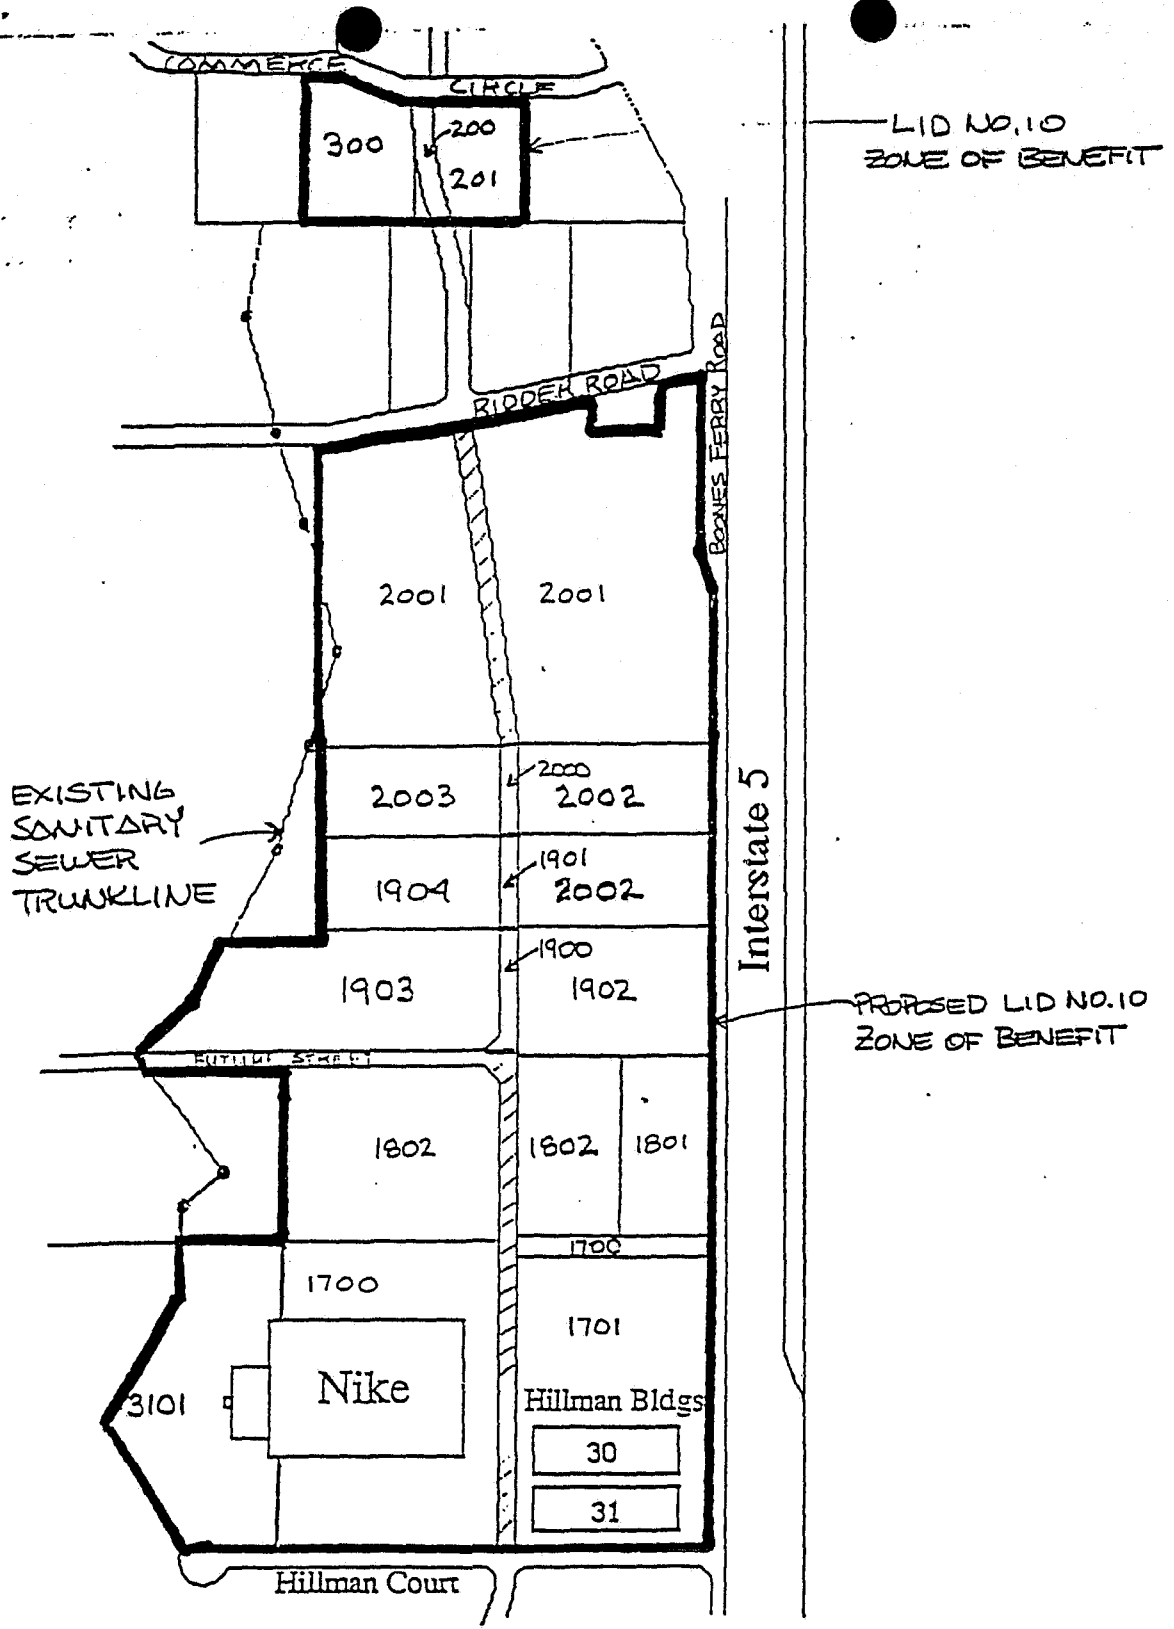 COMMERCE
CIRCLE
300
200
201
LID NO.10
ZONE OF BENEFIT
RIDDER ROAD
BOONES FERRY ROAD
2001
2001
2000
2003
2002
EXISTING
SANITARY
SEWER
TRUNKLINE
1901
1904
2002
Interstate 5
1900
1903
1902
PROPOSED LID NO.10
ZONE OF BENEFIT
FUTURE STREET
1802
1802
1801
1700
1700
1701
Nike
3101
Hillman Bldgs
30
31
Hillman Court